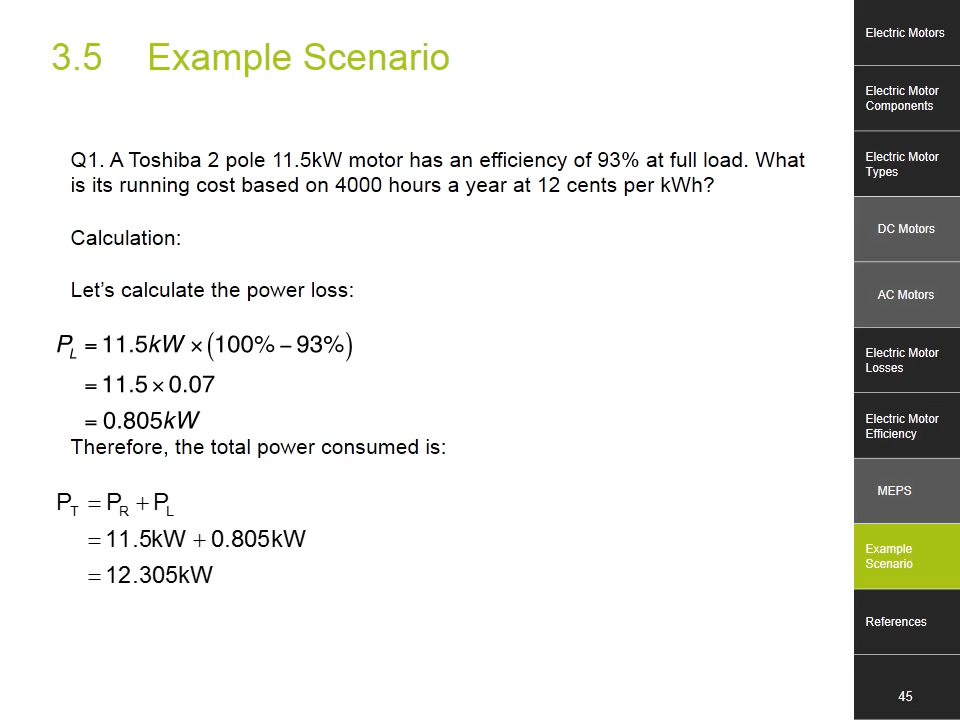 3.5 Example Scenario
Q1. A Toshiba 2 pole 11.5kW motor has an efficiency of 93% at full load. What
is its running cost based on 4000 hours a year at 12 cents per kWh?
Calculation:
Let’s calculate the power loss:
P_L = 11.5kW × (100% − 93%)
= 11.5 × 0.07
= 0.805kW
Therefore, the total power consumed is:
P_T = P_R + P_L
= 11.5kW + 0.805kW
= 12.305kW
Electric Motors
Electric Motor
Components
Electric Motor
Types
DC Motors
AC Motors
Electric Motor
Losses
Electric Motor
Efficiency
MEPS
Example
Scenario
References
45